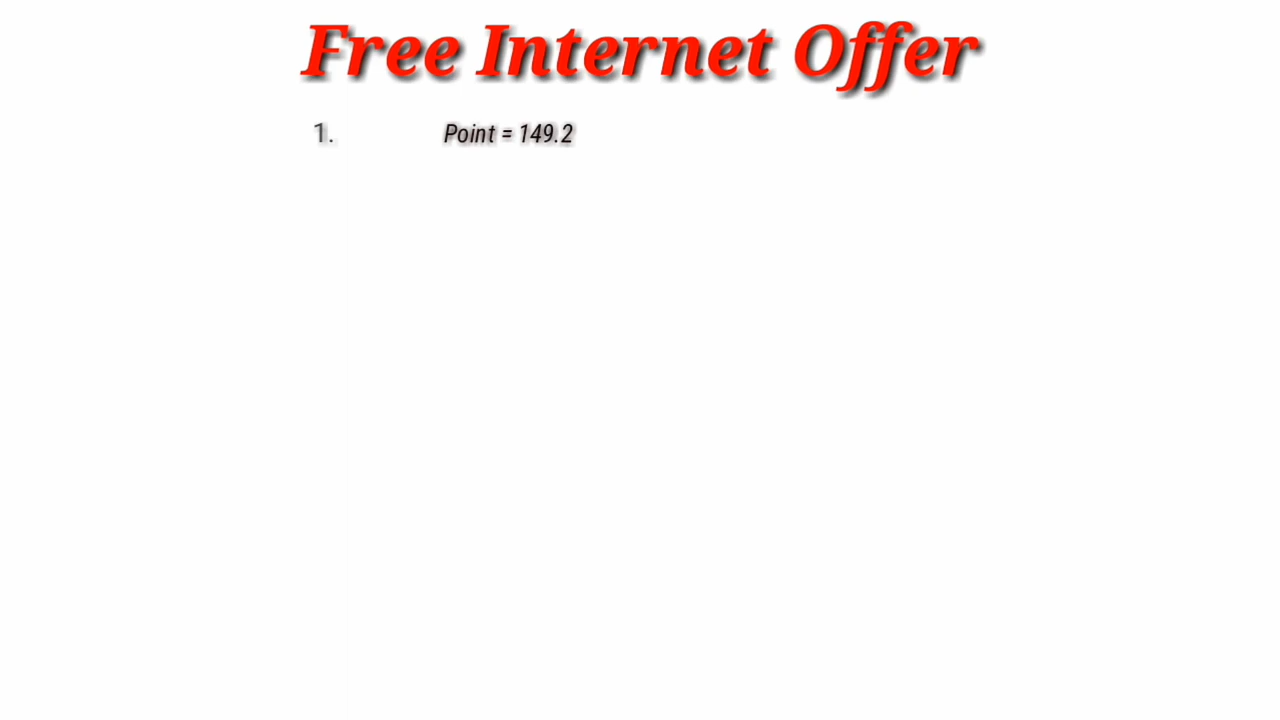 Free Internet Offer
1. Point = 149.2